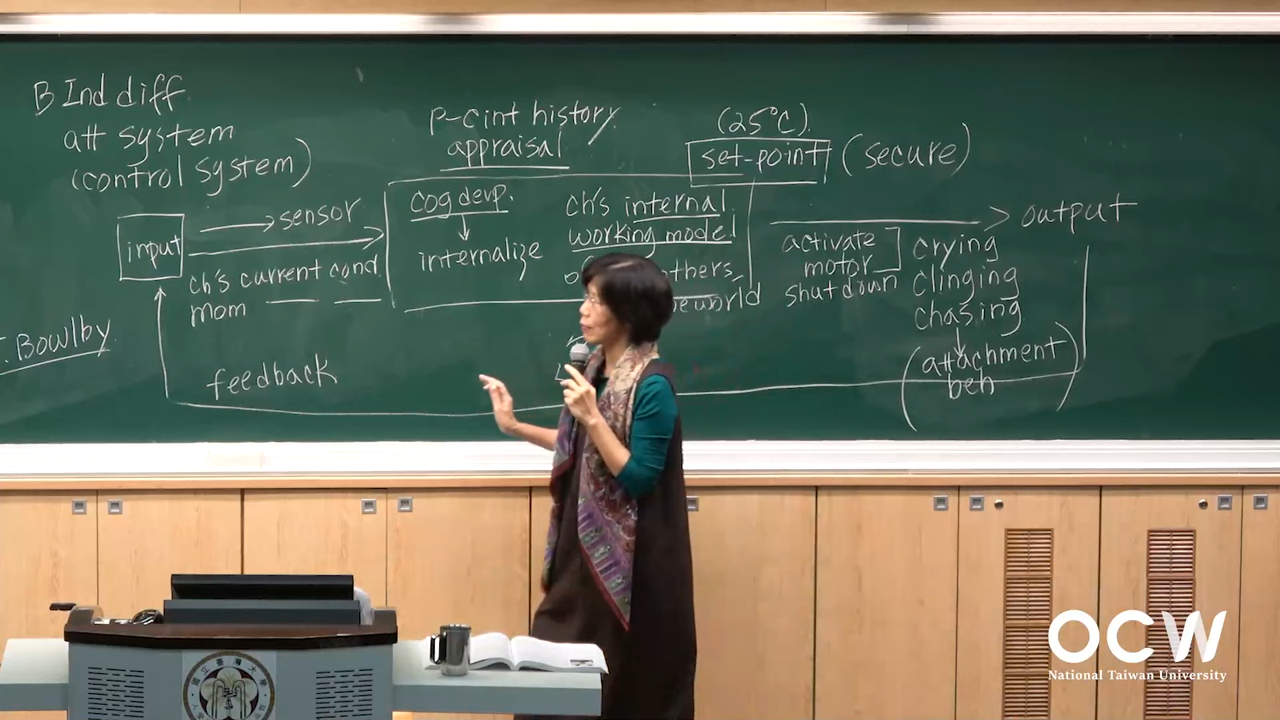 B Ind diff
att system
(control system)
P-C int history
appraisal
(25°C)
set-point (secure)
input
sensor
ch's current cond.
mom
cog devp.
internalize
ch's internal
working model
others,
world
activate
motor
shutdown
output
crying
clinging
chasing
(attachment
beh)
Bowlby
feedback
OCW
National Taiwan University